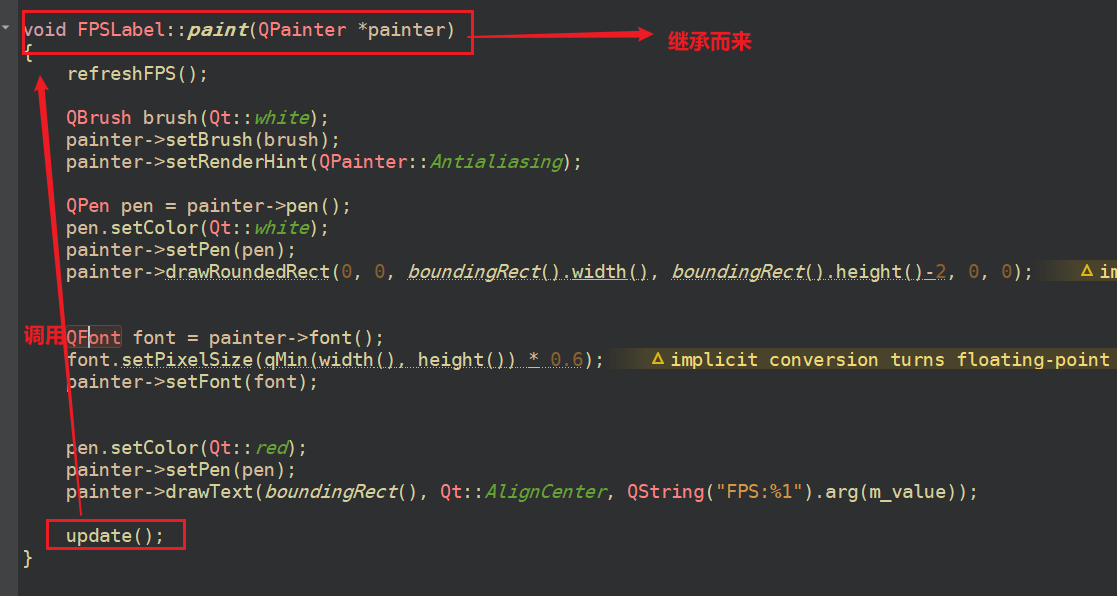 void FPSLabel::paint(QPainter *painter)
继承而来
{
refreshFPS();
QBrush brush(Qt::white);
painter->setBrush(brush);
painter->setRenderHint(QPainter::Antialiasing);
QPen pen = painter->pen();
pen.setColor(Qt::white);
painter->setPen(pen);
painter->drawRoundedRect(0, 0, boundingRect().width(), boundingRect().height()-2, 0, 0);
调用
QFont font = painter->font();
font.setPixelSize(qMin(width(), height()) * 0.6); implicit conversion turns floating-point
painter->setFont(font);
pen.setColor(Qt::red);
painter->setPen(pen);
painter->drawText(boundingRect(), Qt::AlignCenter, QString("FPS:%1").arg(m_value));
update();
}